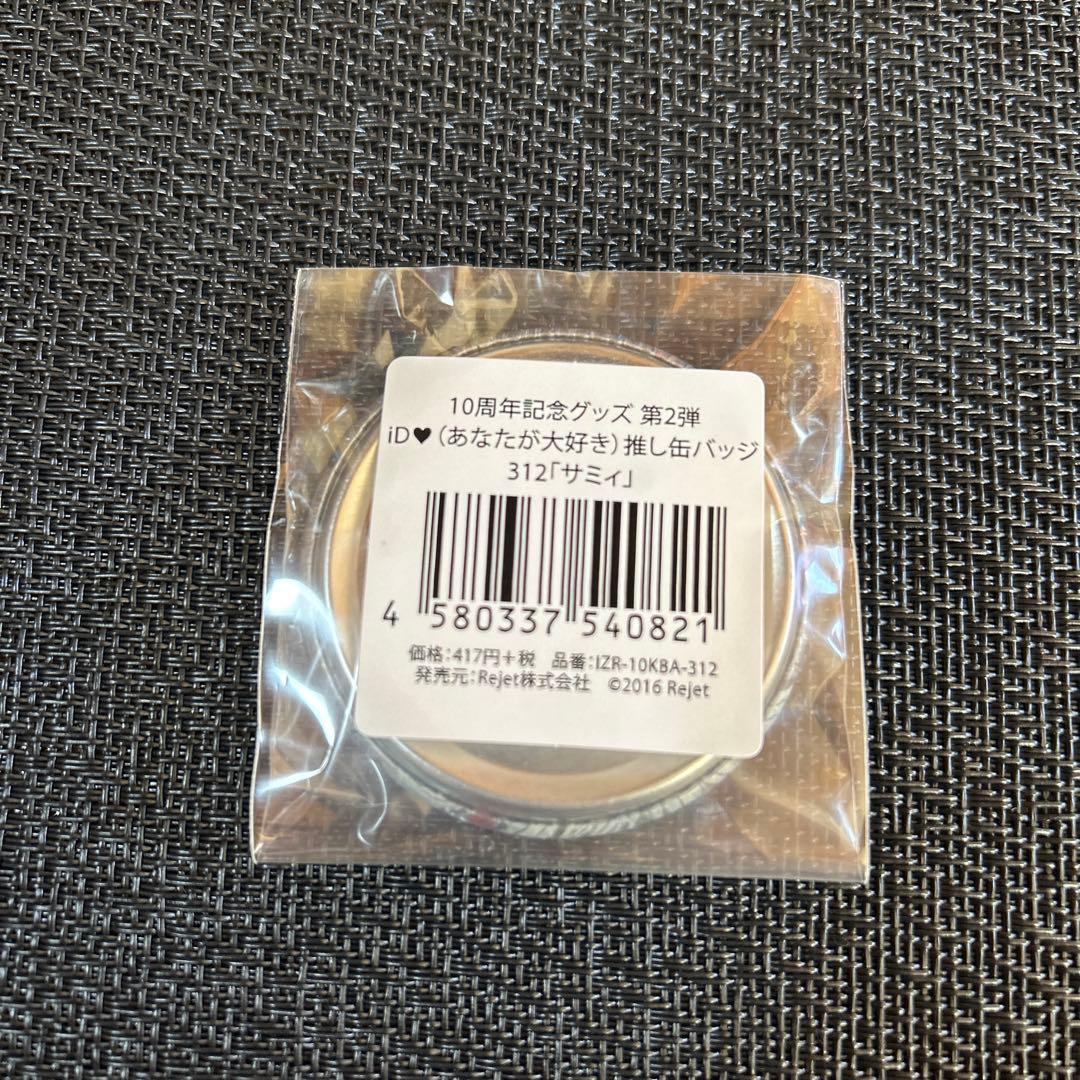 10周年記念グッズ 第2弾
iD♥(あなたが大好き)推し缶バッジ
312「サミィ」
4 580337 540821
価格:417円+税 品番:IZR-10KBA-312
発売元:Rejet株式会社 ©2016 Rejet